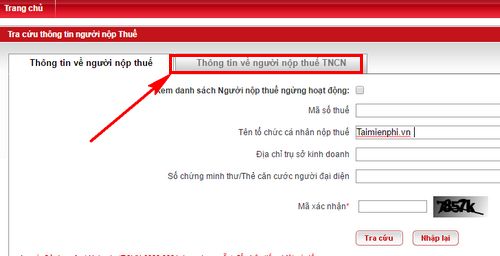 Trang chủ
Tra cứu thông tin người nộp Thuế
Thông tin về người nộp thuế
Thông tin về người nộp thuế TNCN
Xem danh sách Người nộp thuế ngừng hoạt động:
Mã số thuế
Tên tổ chức cá nhân nộp thuế Taimienphi.vn
Địa chỉ trụ sở kinh doanh
Số chứng minh thư/Thẻ căn cước người đại diện
Mã xác nhận*
Tra cứu Nhập lại